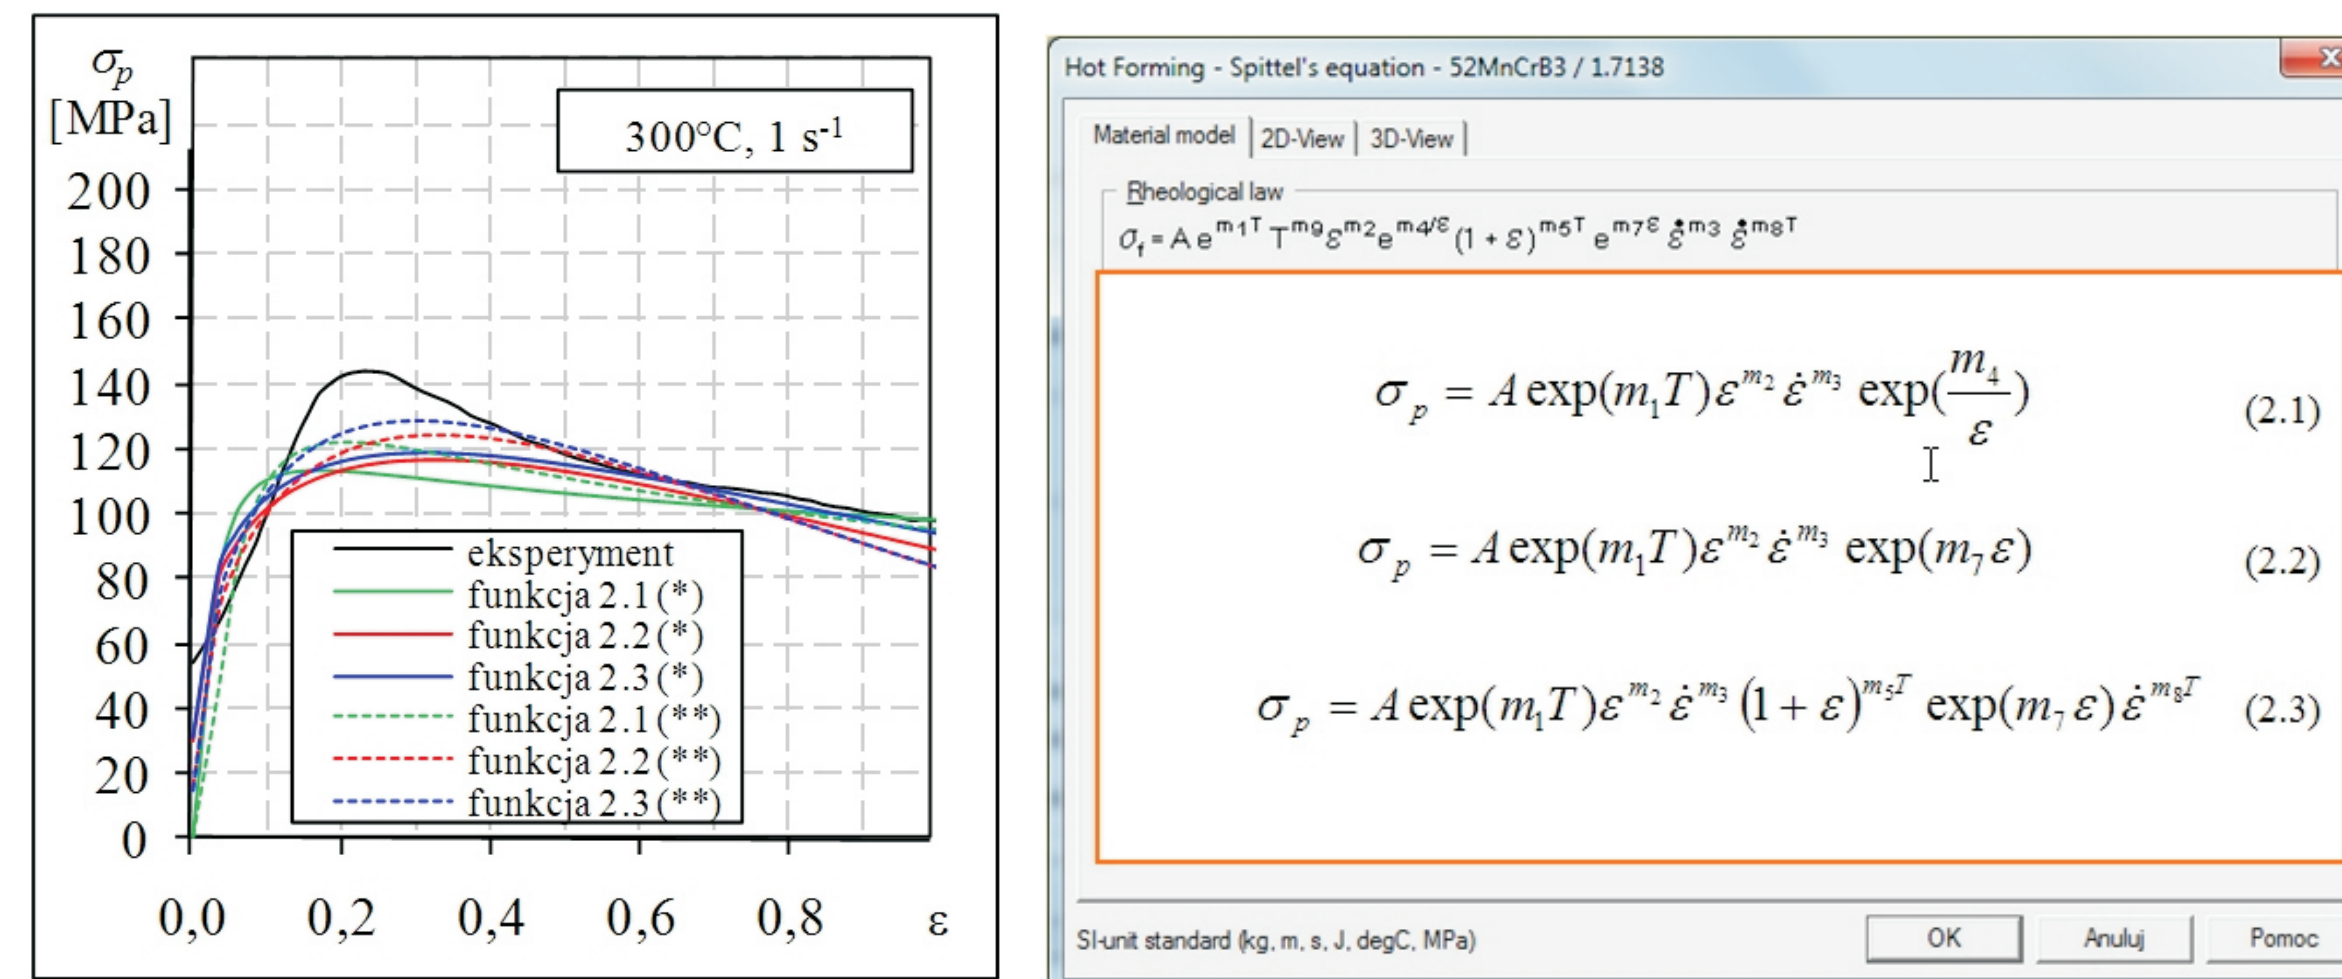 σp
[MPa]
300°C, 1 s⁻¹
200
180
160
140
120
100
80
60
40
20
0
eksperyment
funkcja 2.1 (*)
funkcja 2.2 (*)
funkcja 2.3 (*)
funkcja 2.1 (**)
funkcja 2.2 (**)
funkcja 2.3 (**)
0,0 0,2 0,4 0,6 0,8 ε
Hot Forming - Spittel's equation - 52MnCrB3 / 1.7138
Material model 2D-View 3D-View
Rheological law
σf = A e^m1T T^m9 ε^m2 e^m4/ε (1 + ε)^m5T e^m7ε ε̇^m3 ε̇^m8T
σp = A exp(m1T)ε^m2 ε̇^m3 exp(m4/ε) (2.1)
σp = A exp(m1T)ε^m2 ε̇^m3 exp(m7ε) (2.2)
σp = A exp(m1T)ε^m2 ε̇^m3 (1 + ε)^m5T exp(m7ε)ε̇^m8T (2.3)
SI-unit standard (kg, m, s, J, degC, MPa) OK Anuluj Pomoc